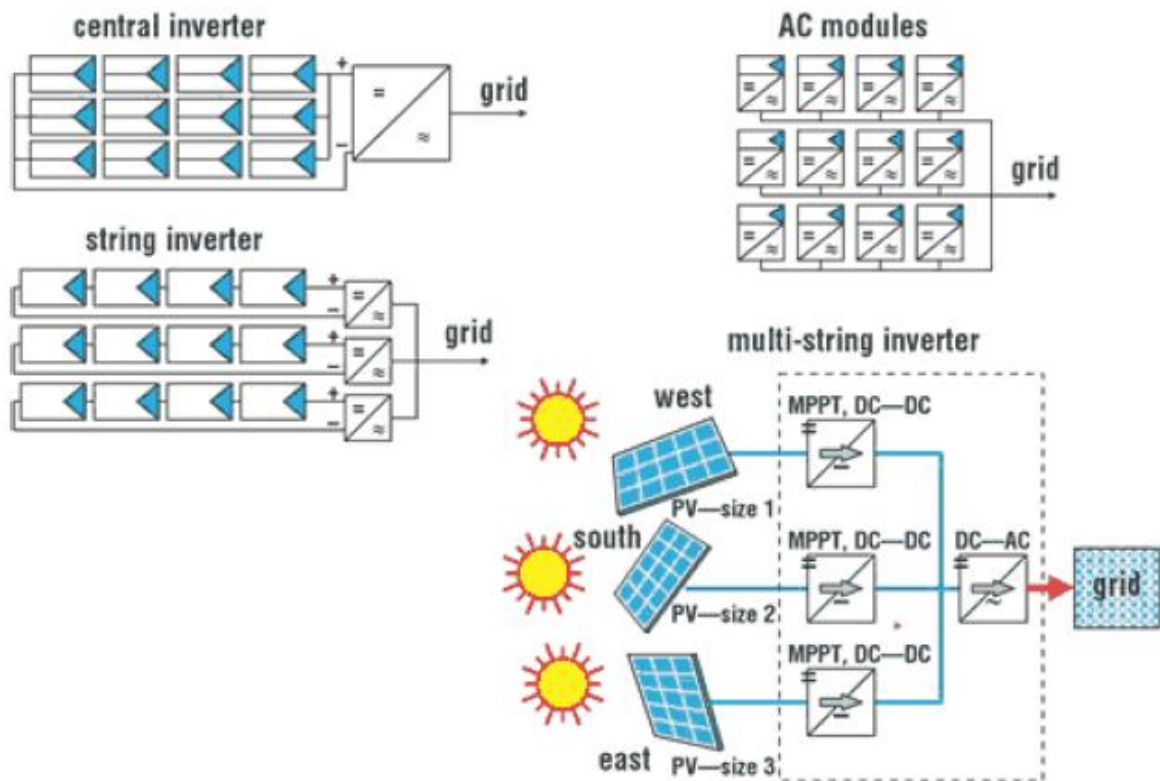 central inverter
+
−
=
≈
grid
AC modules
grid
string inverter
+
−
+
−
+
−
grid
multi-string inverter
west
MPPT, DC—DC
PV—size 1
south
MPPT, DC—DC
DC—AC
grid
PV—size 2
MPPT, DC—DC
east
PV—size 3